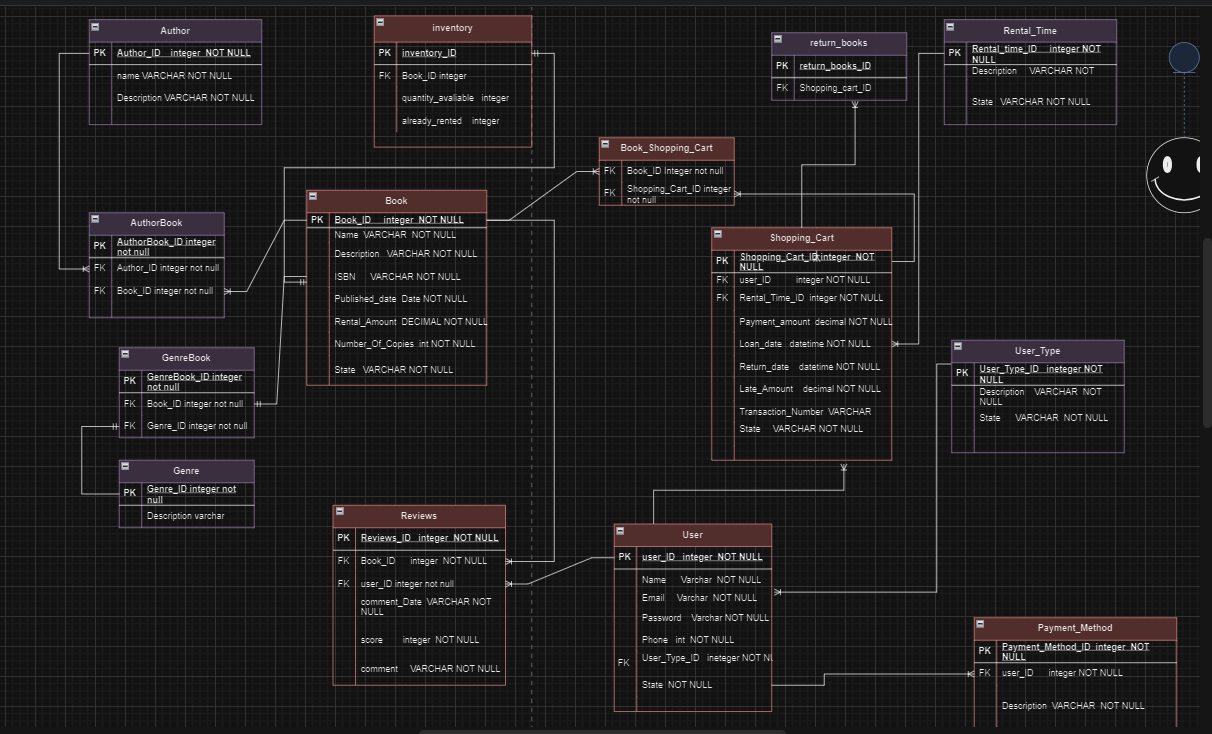 Author
PK Author_ID integer NOT NULL
name VARCHAR NOT NULL
Description VARCHAR NOT NULL
inventory
PK inventory_ID
FK Book_ID integer
quantity_avaliable integer
already_rented integer
return_books
PK return_books_ID
FK Shopping_cart_ID
Rental_Time
PK Rental_time_ID integer NOT
NULL
Description VARCHAR NOT
State VARCHAR NOT NULL
Book_Shopping_Cart
FK Book_ID Integer not null
FK Shopping_Cart_ID integer
not null
Book
PK Book_ID integer NOT NULL
Name VARCHAR NOT NULL
Description VARCHAR NOT NULL
ISBN VARCHAR NOT NULL
Published_date Date NOT NULL
Rental_Amount DECIMAL NOT NULL
Number_Of_Copies int NOT NULL
State VARCHAR NOT NULL
AuthorBook
PK AuthorBook_ID integer
not null
FK Author_ID integer not null
FK Book_ID integer not null
Shopping_Cart
PK Shopping_Cart_ID integer NOT
NULL
FK user_ID integer NOT NULL
FK Rental_Time_ID integer NOT NULL
Payment_amount decimal NOT NULL
Loan_date datetime NOT NULL
Return_date datetime NOT NULL
Late_Amount decimal NOT NULL
Transaction_Number VARCHAR
State VARCHAR NOT NULL
GenreBook
PK GenreBook_ID integer
not null
FK Book_ID integer not null
FK Genre_ID integer not null
User_Type
PK User_Type_ID ineteger NOT
NULL
Description VARCHAR NOT
NULL
State VARCHAR NOT NULL
Genre
PK Genre_ID integer not
null
Description varchar
Reviews
PK Reviews_ID integer NOT NULL
FK Book_ID integer NOT NULL
FK user_ID integer not null
comment_Date VARCHAR NOT
NULL
score integer NOT NULL
comment VARCHAR NOT NULL
User
PK user_ID integer NOT NULL
Name Varchar NOT NULL
Email Varchar NOT NULL
Password Varchar NOT NULL
Phone int NOT NULL
FK User_Type_ID ineteger NOT NU
State NOT NULL
Payment_Method
PK Payment_Method_ID integer NOT
NULL
FK user_ID integer NOT NULL
Description VARCHAR NOT NULL